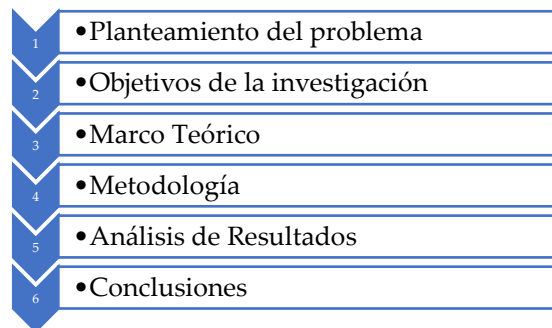 1
•Planteamiento del problema
2
•Objetivos de la investigación
3
•Marco Teórico
4
•Metodología
5
•Análisis de Resultados
6
•Conclusiones